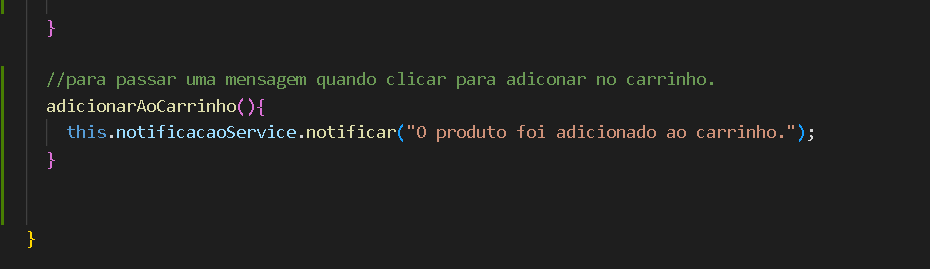 }
//para passar uma mensagem quando clicar para adiconar no carrinho.
adicionarAoCarrinho(){
this.notificacaoService.notificar("O produto foi adicionado ao carrinho.");
}
}